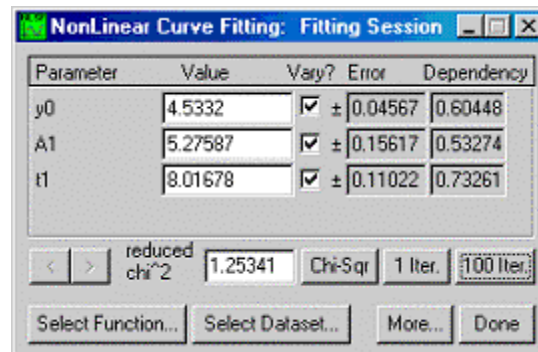 NonLinear Curve Fitting: Fitting Session
Parameter Value Vary? Error Dependency
y0 4.5332 ± 0.04567 0.60448
A1 5.27587 ± 0.15617 0.53274
t1 8.01678 ± 0.11022 0.73261
< > reduced chi^2 1.25341 Chi-Sqr 1 Iter. 100 Iter.
Select Function... Select Dataset... More... Done